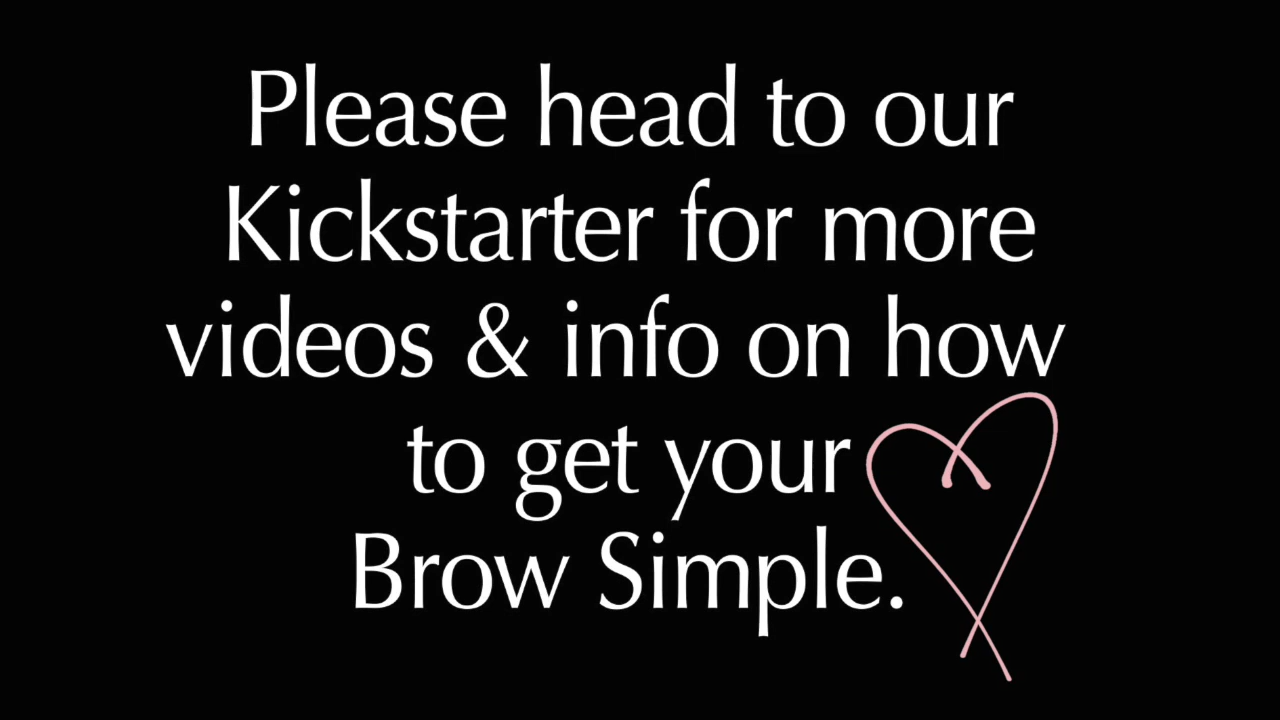 Please head to our
Kickstarter for more
videos & info on how
to get your
Brow Simple.